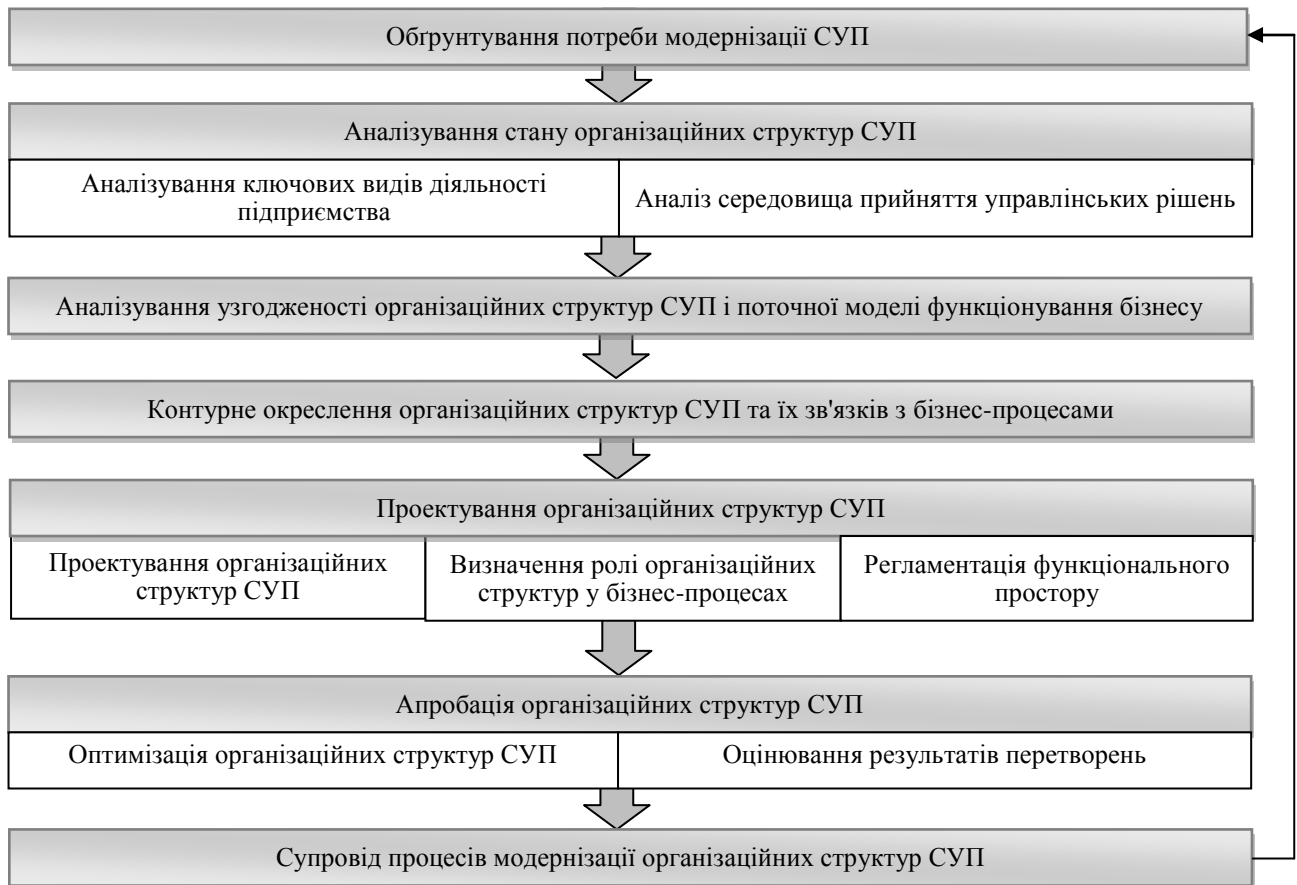 Обґрунтування потреби модернізації СУП
Аналізування стану організаційних структур СУП
Аналізування ключових видів діяльності
підприємства
Аналіз середовища прийняття управлінських рішень
Аналізування узгодженості організаційних структур СУП і поточної моделі функціонування бізнесу
Контурне окреслення організаційних структур СУП та їх зв'язків з бізнес-процесами
Проектування організаційних структур СУП
Проектування організаційних
структур СУП
Визначення ролі організаційних
структур у бізнес-процесах
Регламентація функціонального
простору
Апробація організаційних структур СУП
Оптимізація організаційних структур СУП
Оцінювання результатів перетворень
Супровід процесів модернізації організаційних структур СУП